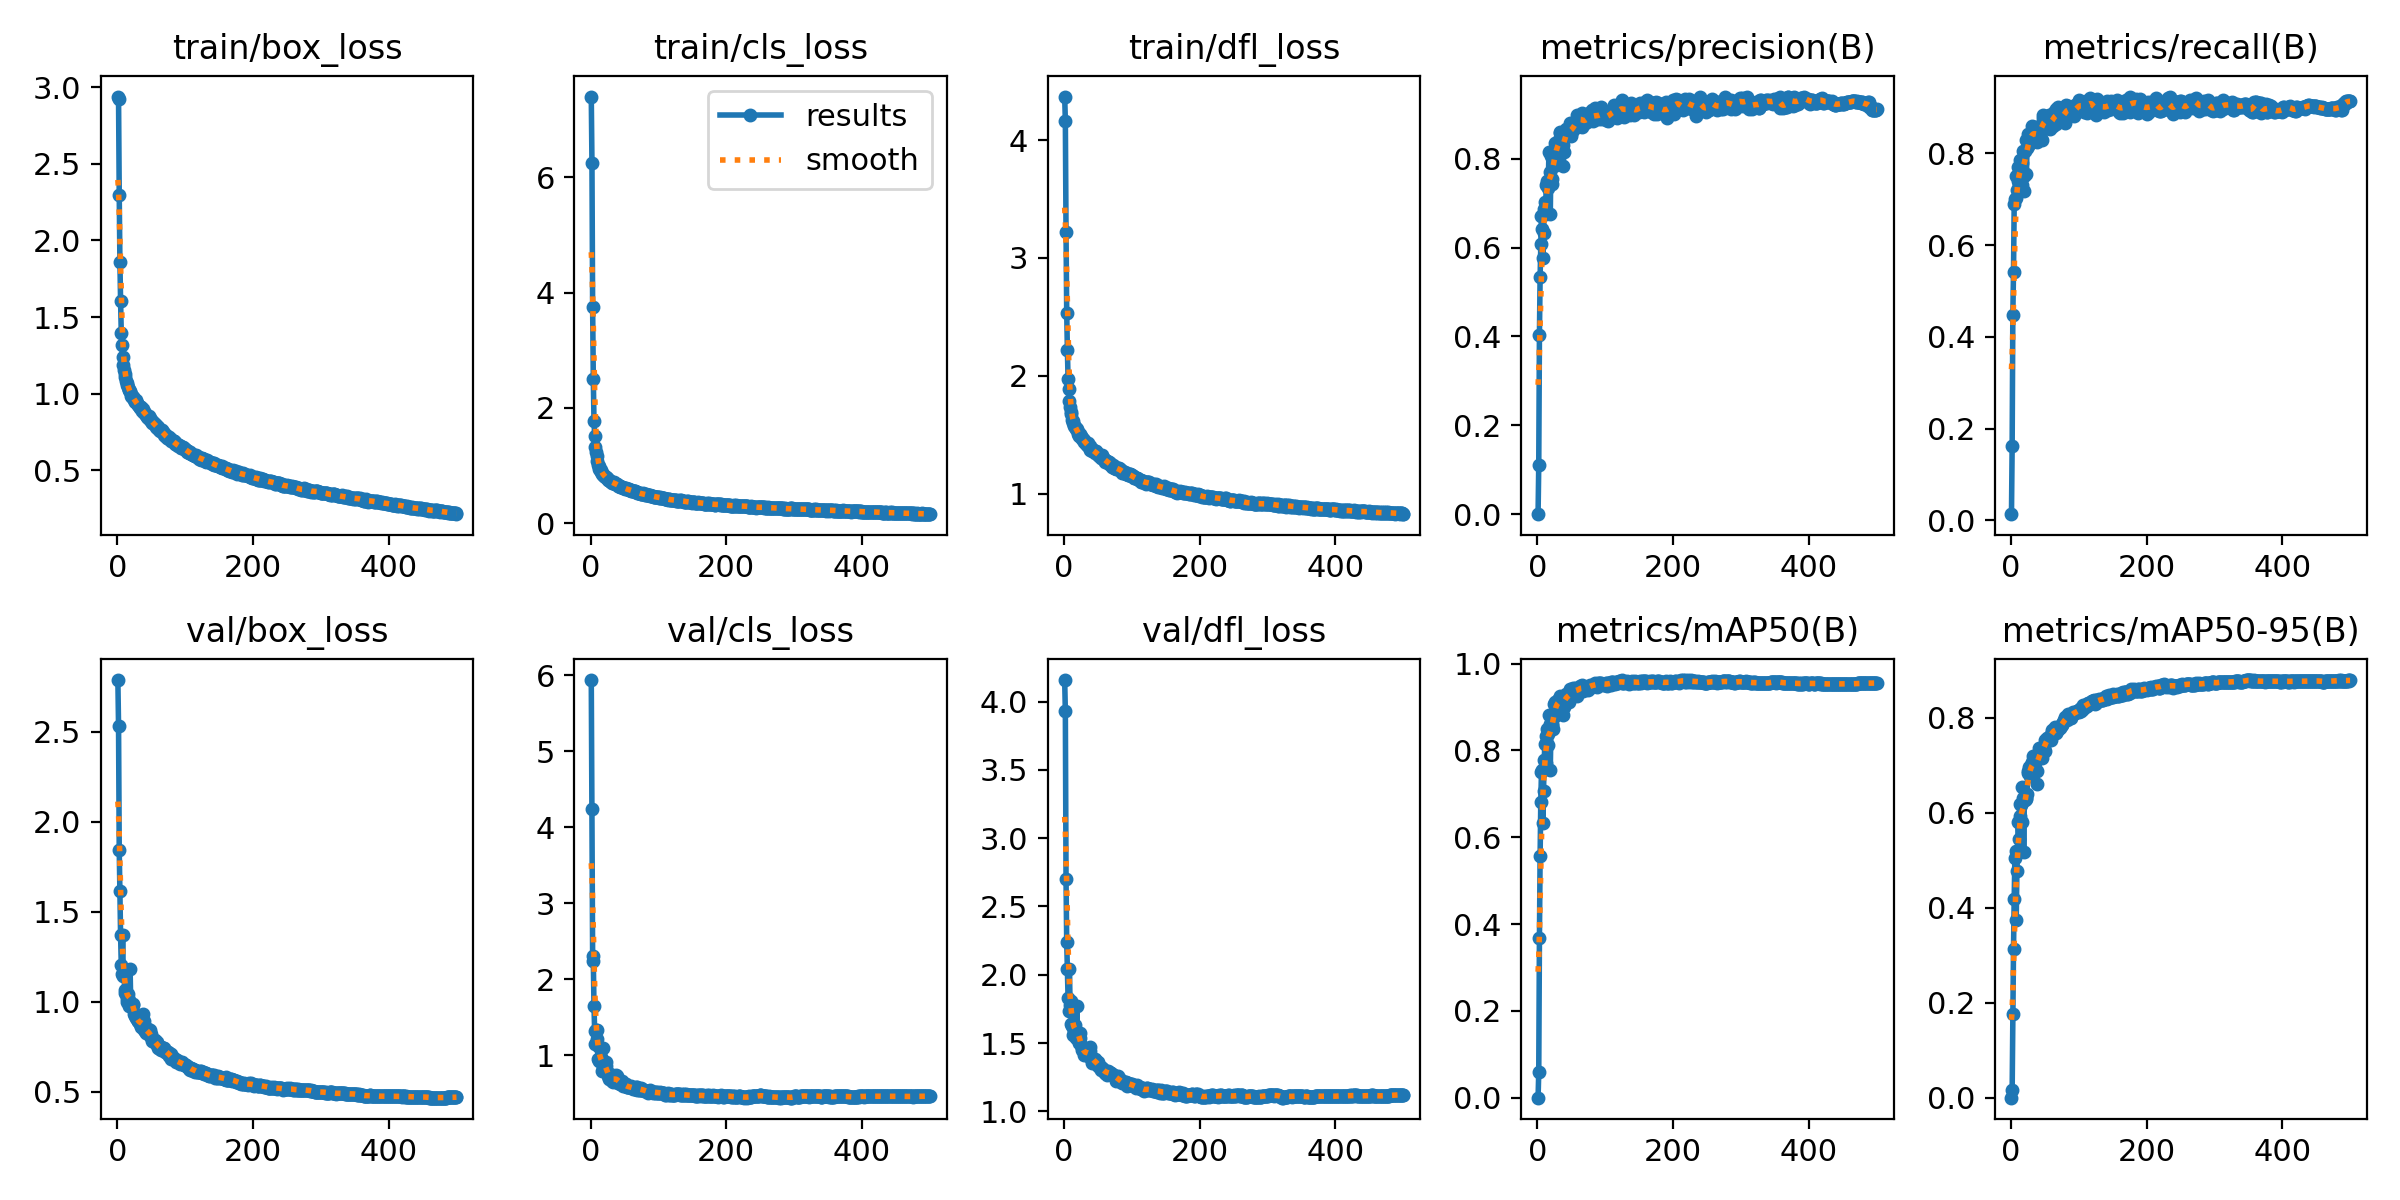 train/box_loss
3.0
2.5
2.0
1.5
1.0
0.5
0 200 400
train/cls_loss
results
smooth
6
4
2
0
0 200 400
train/dfl_loss
4
3
2
1
0 200 400
metrics/precision(B)
0.8
0.6
0.4
0.2
0.0
0 200 400
metrics/recall(B)
0.8
0.6
0.4
0.2
0.0
0 200 400
val/box_loss
2.5
2.0
1.5
1.0
0.5
0 200 400
val/cls_loss
6
5
4
3
2
1
0 200 400
val/dfl_loss
4.0
3.5
3.0
2.5
2.0
1.5
1.0
0 200 400
metrics/mAP50(B)
1.0
0.8
0.6
0.4
0.2
0.0
0 200 400
metrics/mAP50-95(B)
0.8
0.6
0.4
0.2
0.0
0 200 400